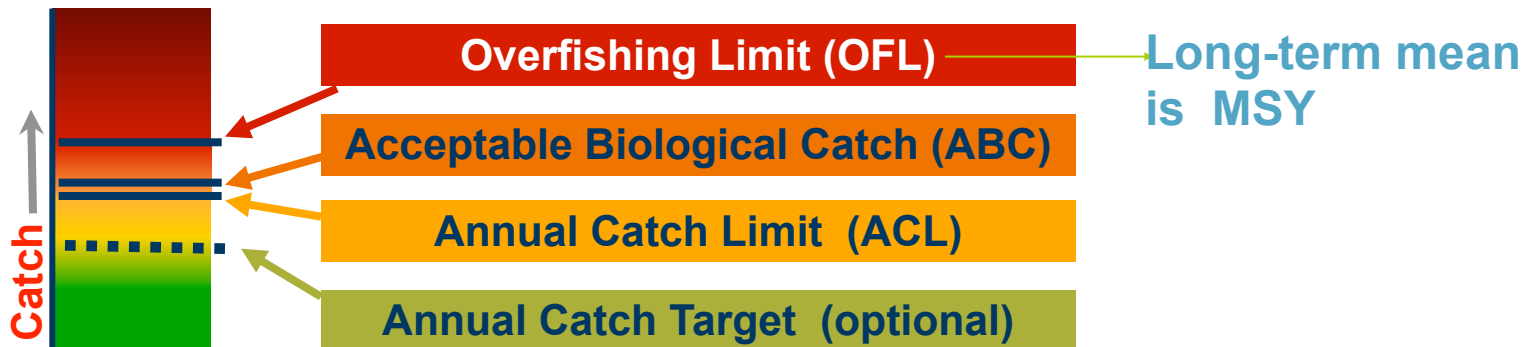 Overfishing Limit (OFL)
Long-term mean
is MSY
Acceptable Biological Catch (ABC)
Annual Catch Limit (ACL)
Annual Catch Target (optional)
Catch